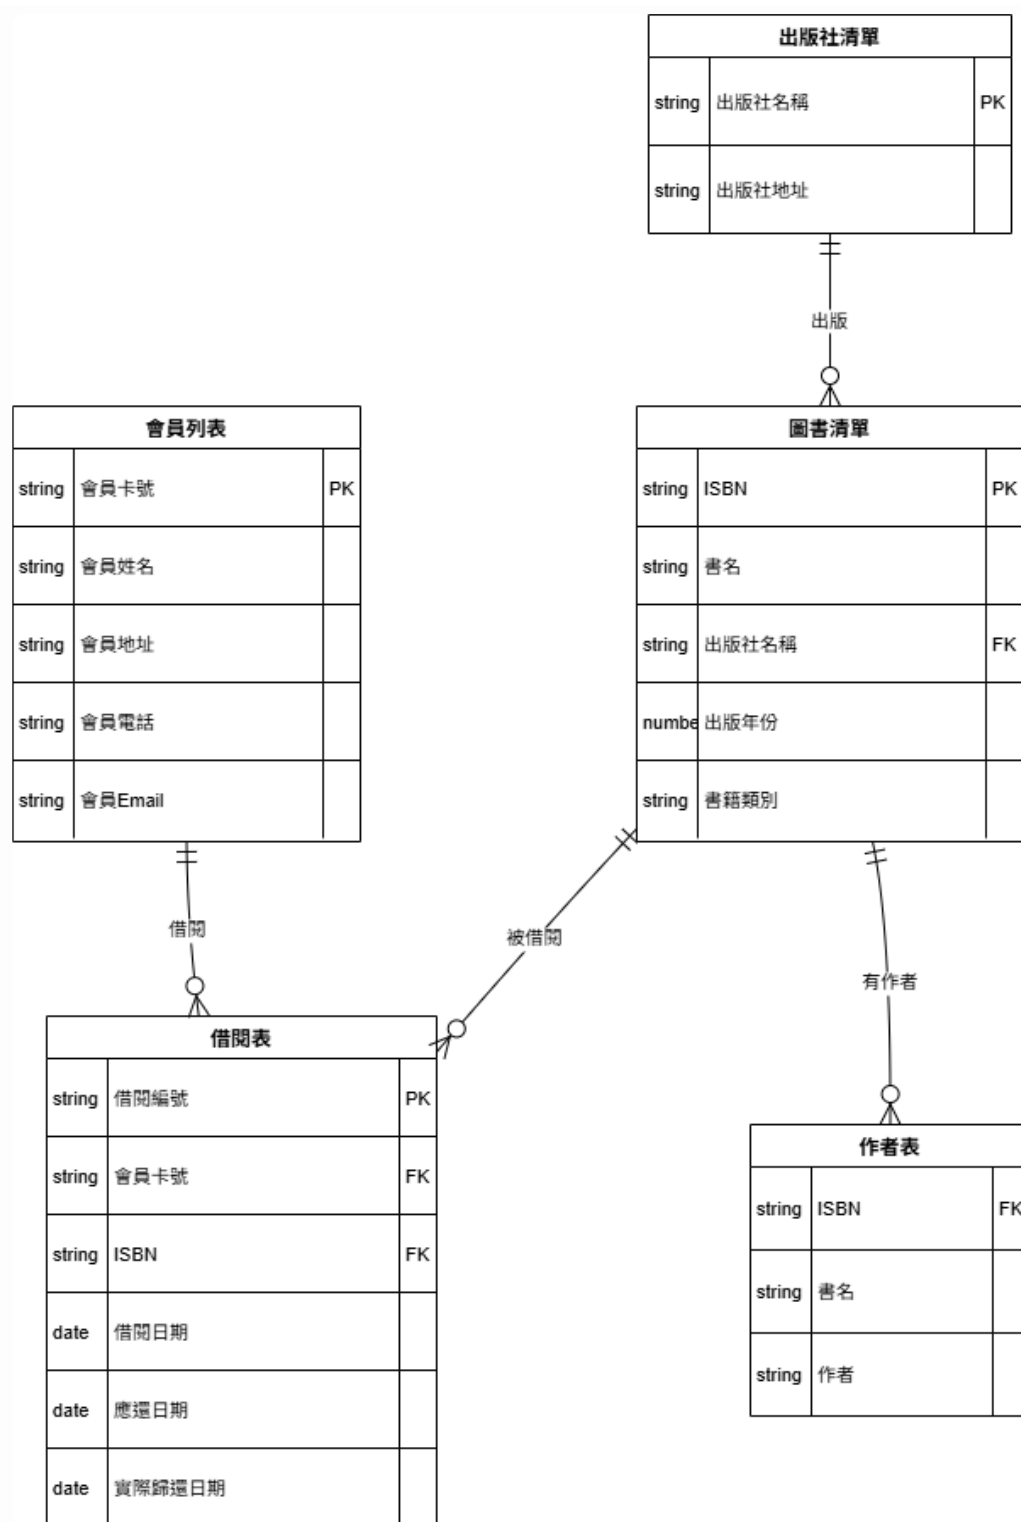 出版社清單
string 出版社名稱 PK
string 出版社地址
出版
會員列表
string 會員卡號 PK
string 會員姓名
string 會員地址
string 會員電話
string 會員Email
圖書清單
string ISBN PK
string 書名
string 出版社名稱 FK
numbe 出版年份
string 書籍類別
借閱
被借閱
有作者
借閱表
string 借閱編號 PK
string 會員卡號 FK
string ISBN FK
date 借閱日期
date 應還日期
date 實際歸還日期
作者表
string ISBN FK
string 書名
string 作者